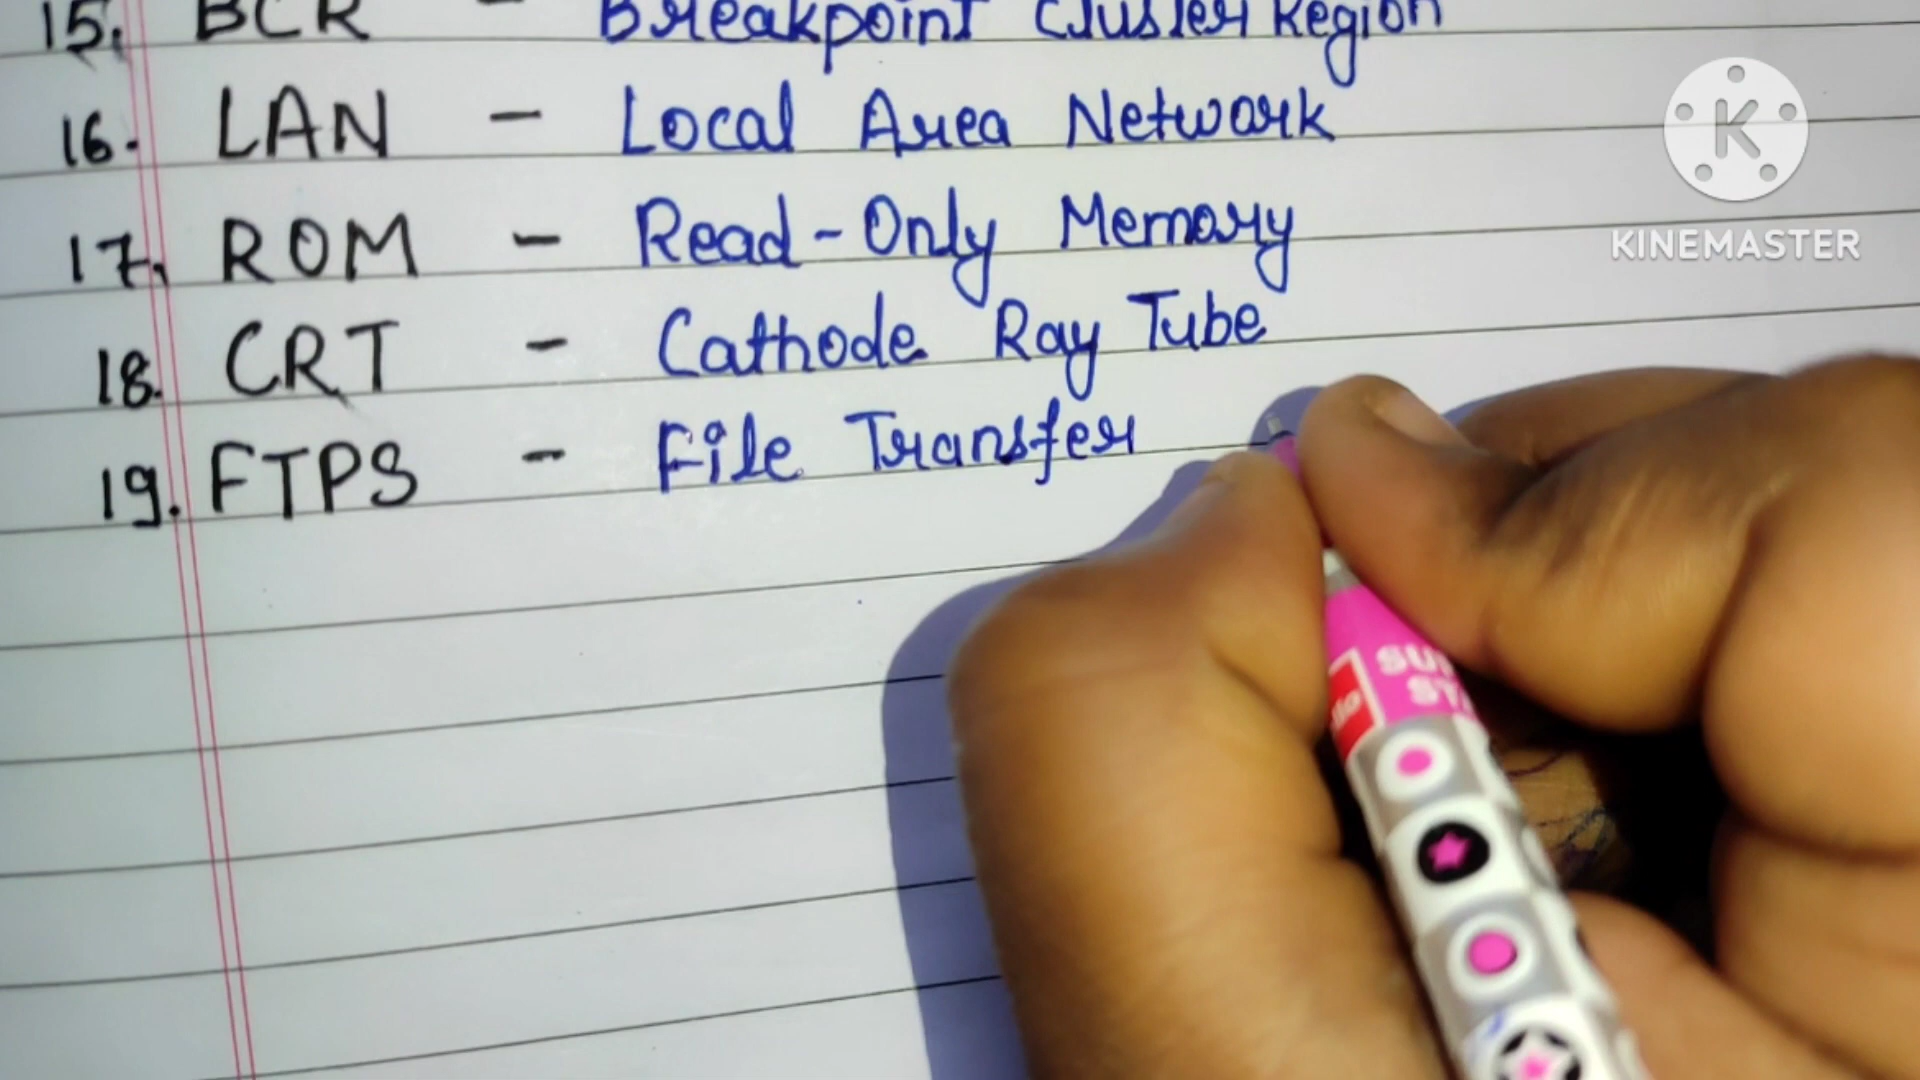 15. BCR - Breakpoint Cluster Region
16. LAN - Local Area Network
KINEMASTER
17. ROM - Read-Only Memory
18. CRT - Cathode Ray Tube
19. FTPS - File Transfer